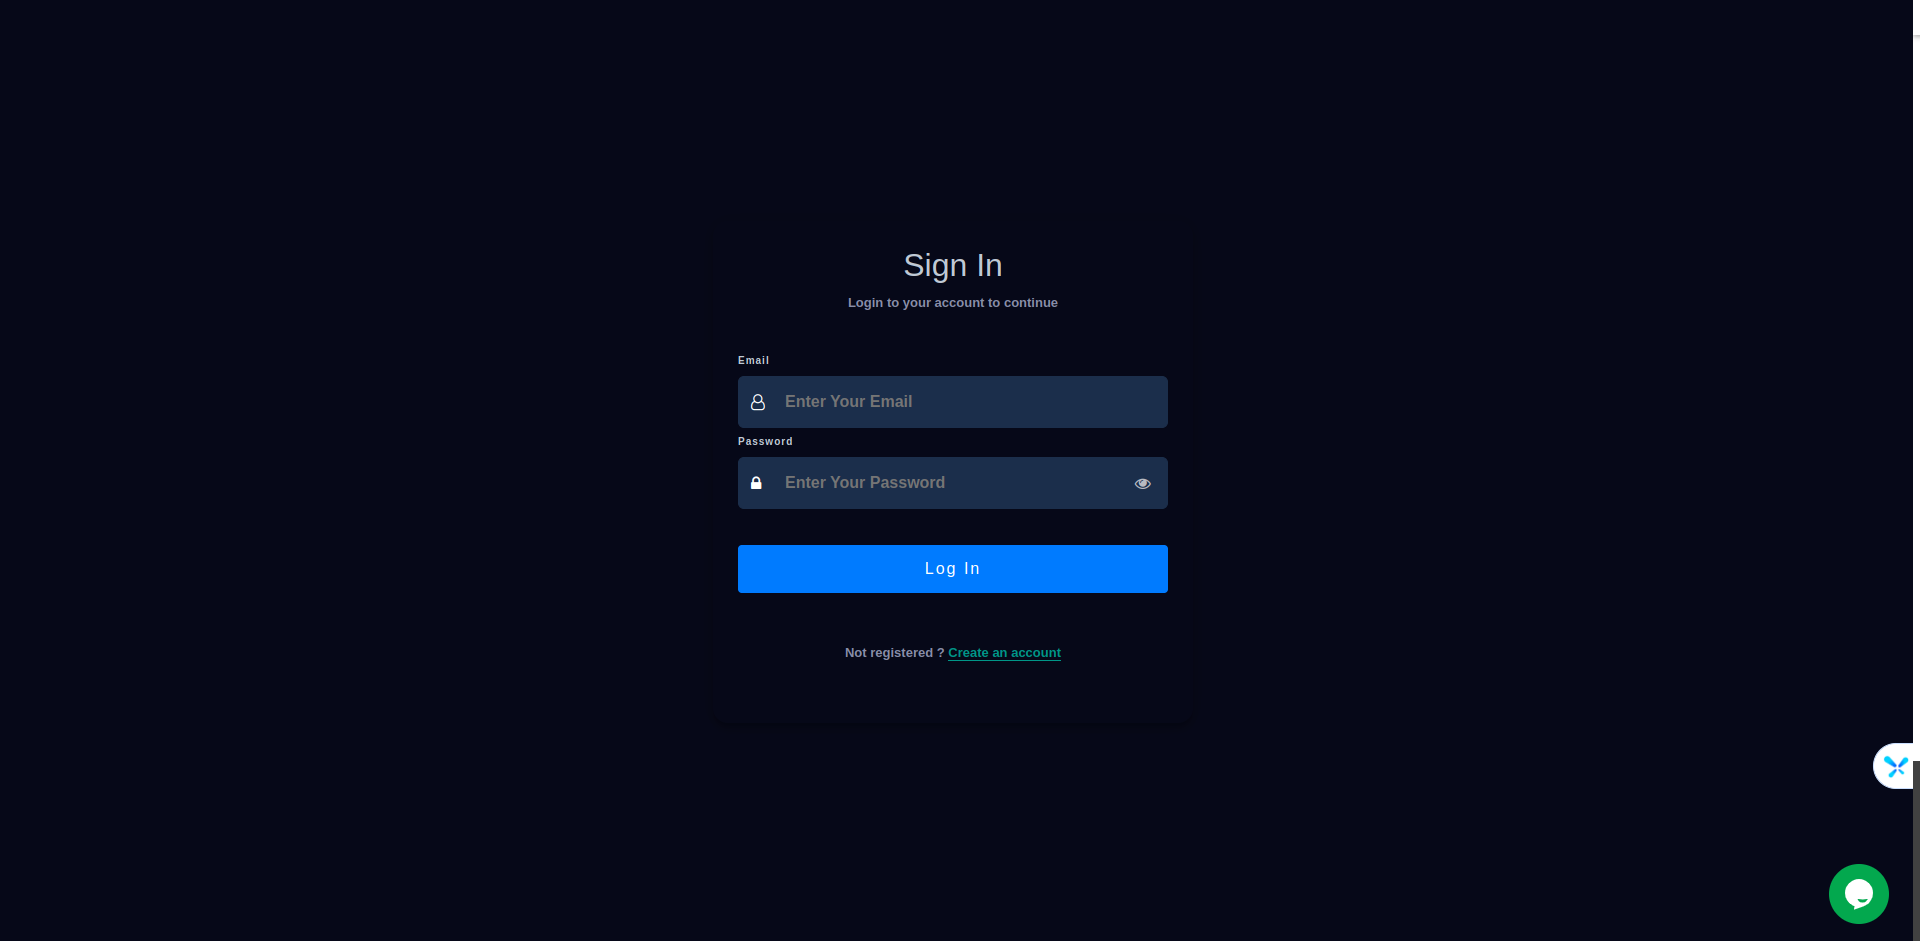 Sign In
Login to your account to continue
Email
Enter Your Email
Password
Enter Your Password
Log In
Not registered ? Create an account